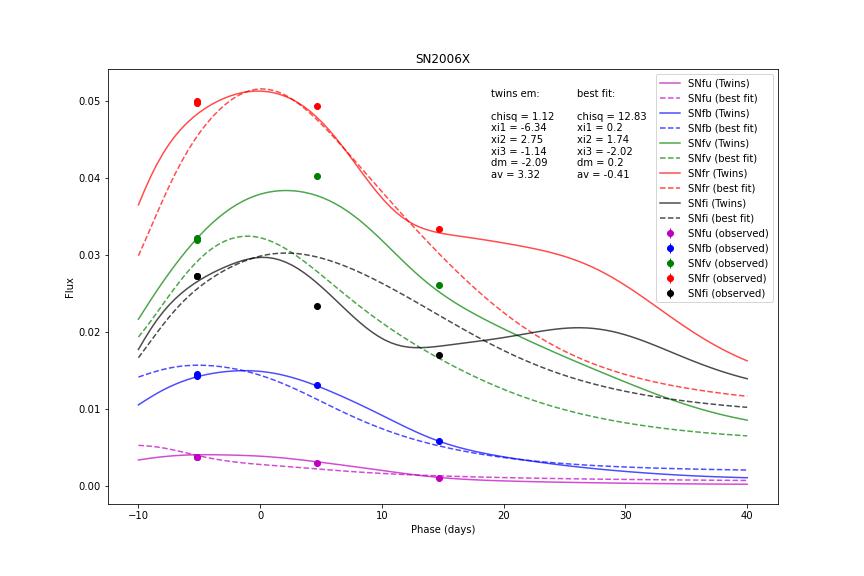 SN2006X
twins em:
chisq = 1.12
xi1 = -6.34
xi2 = 2.75
xi3 = -1.14
dm = -2.09
av = 3.32
best fit:
chisq = 12.83
xi1 = 0.2
xi2 = 1.74
xi3 = -2.02
dm = 0.2
av = -0.41
SNfu (Twins)
SNfu (best fit)
SNfb (Twins)
SNfb (best fit)
SNfv (Twins)
SNfv (best fit)
SNfr (Twins)
SNfr (best fit)
SNfi (Twins)
SNfi (best fit)
SNfu (observed)
SNfb (observed)
SNfv (observed)
SNfr (observed)
SNfi (observed)
Flux
0.05
0.04
0.03
0.02
0.01
0.00
−10
0
10
20
30
40
Phase (days)